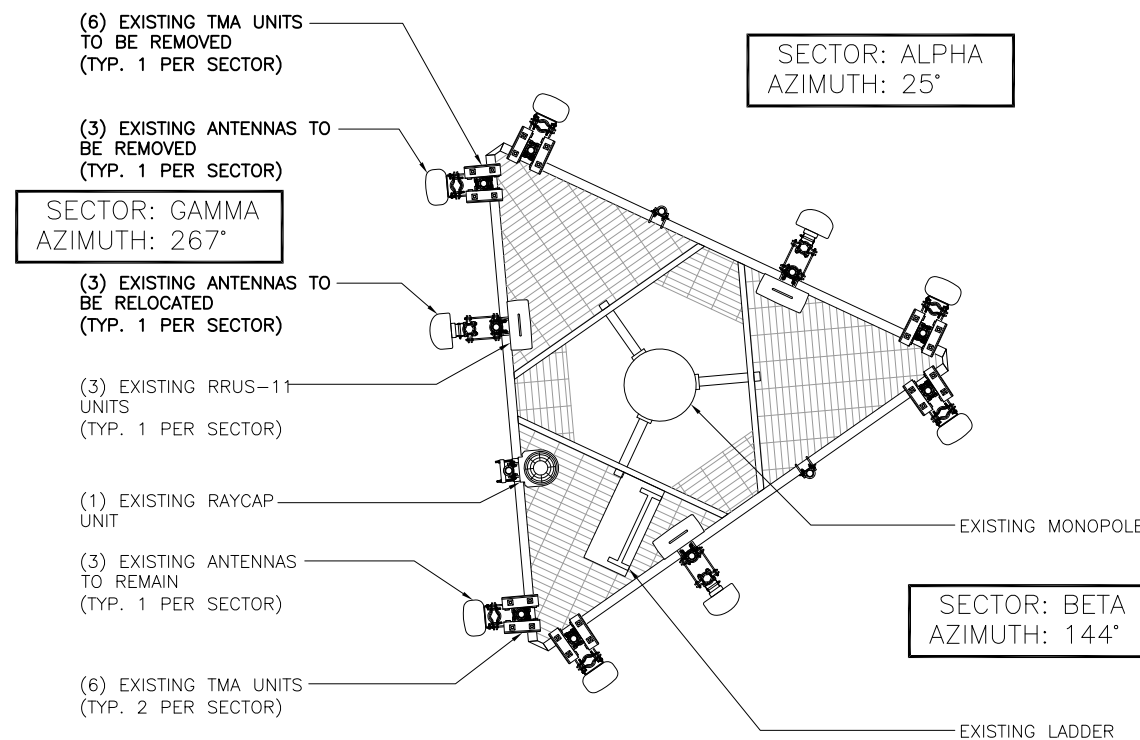 (6) EXISTING TMA UNITS
TO BE REMOVED
(TYP. 1 PER SECTOR)
SECTOR: ALPHA
AZIMUTH: 25°
(3) EXISTING ANTENNAS TO
BE REMOVED
(TYP. 1 PER SECTOR)
SECTOR: GAMMA
AZIMUTH: 267°
(3) EXISTING ANTENNAS TO
BE RELOCATED
(TYP. 1 PER SECTOR)
(3) EXISTING RRUS-11
UNITS
(TYP. 1 PER SECTOR)
(1) EXISTING RAYCAP
UNIT
EXISTING MONOPOLE
(3) EXISTING ANTENNAS
TO REMAIN
(TYP. 1 PER SECTOR)
SECTOR: BETA
AZIMUTH: 144°
(6) EXISTING TMA UNITS
(TYP. 2 PER SECTOR)
EXISTING LADDER